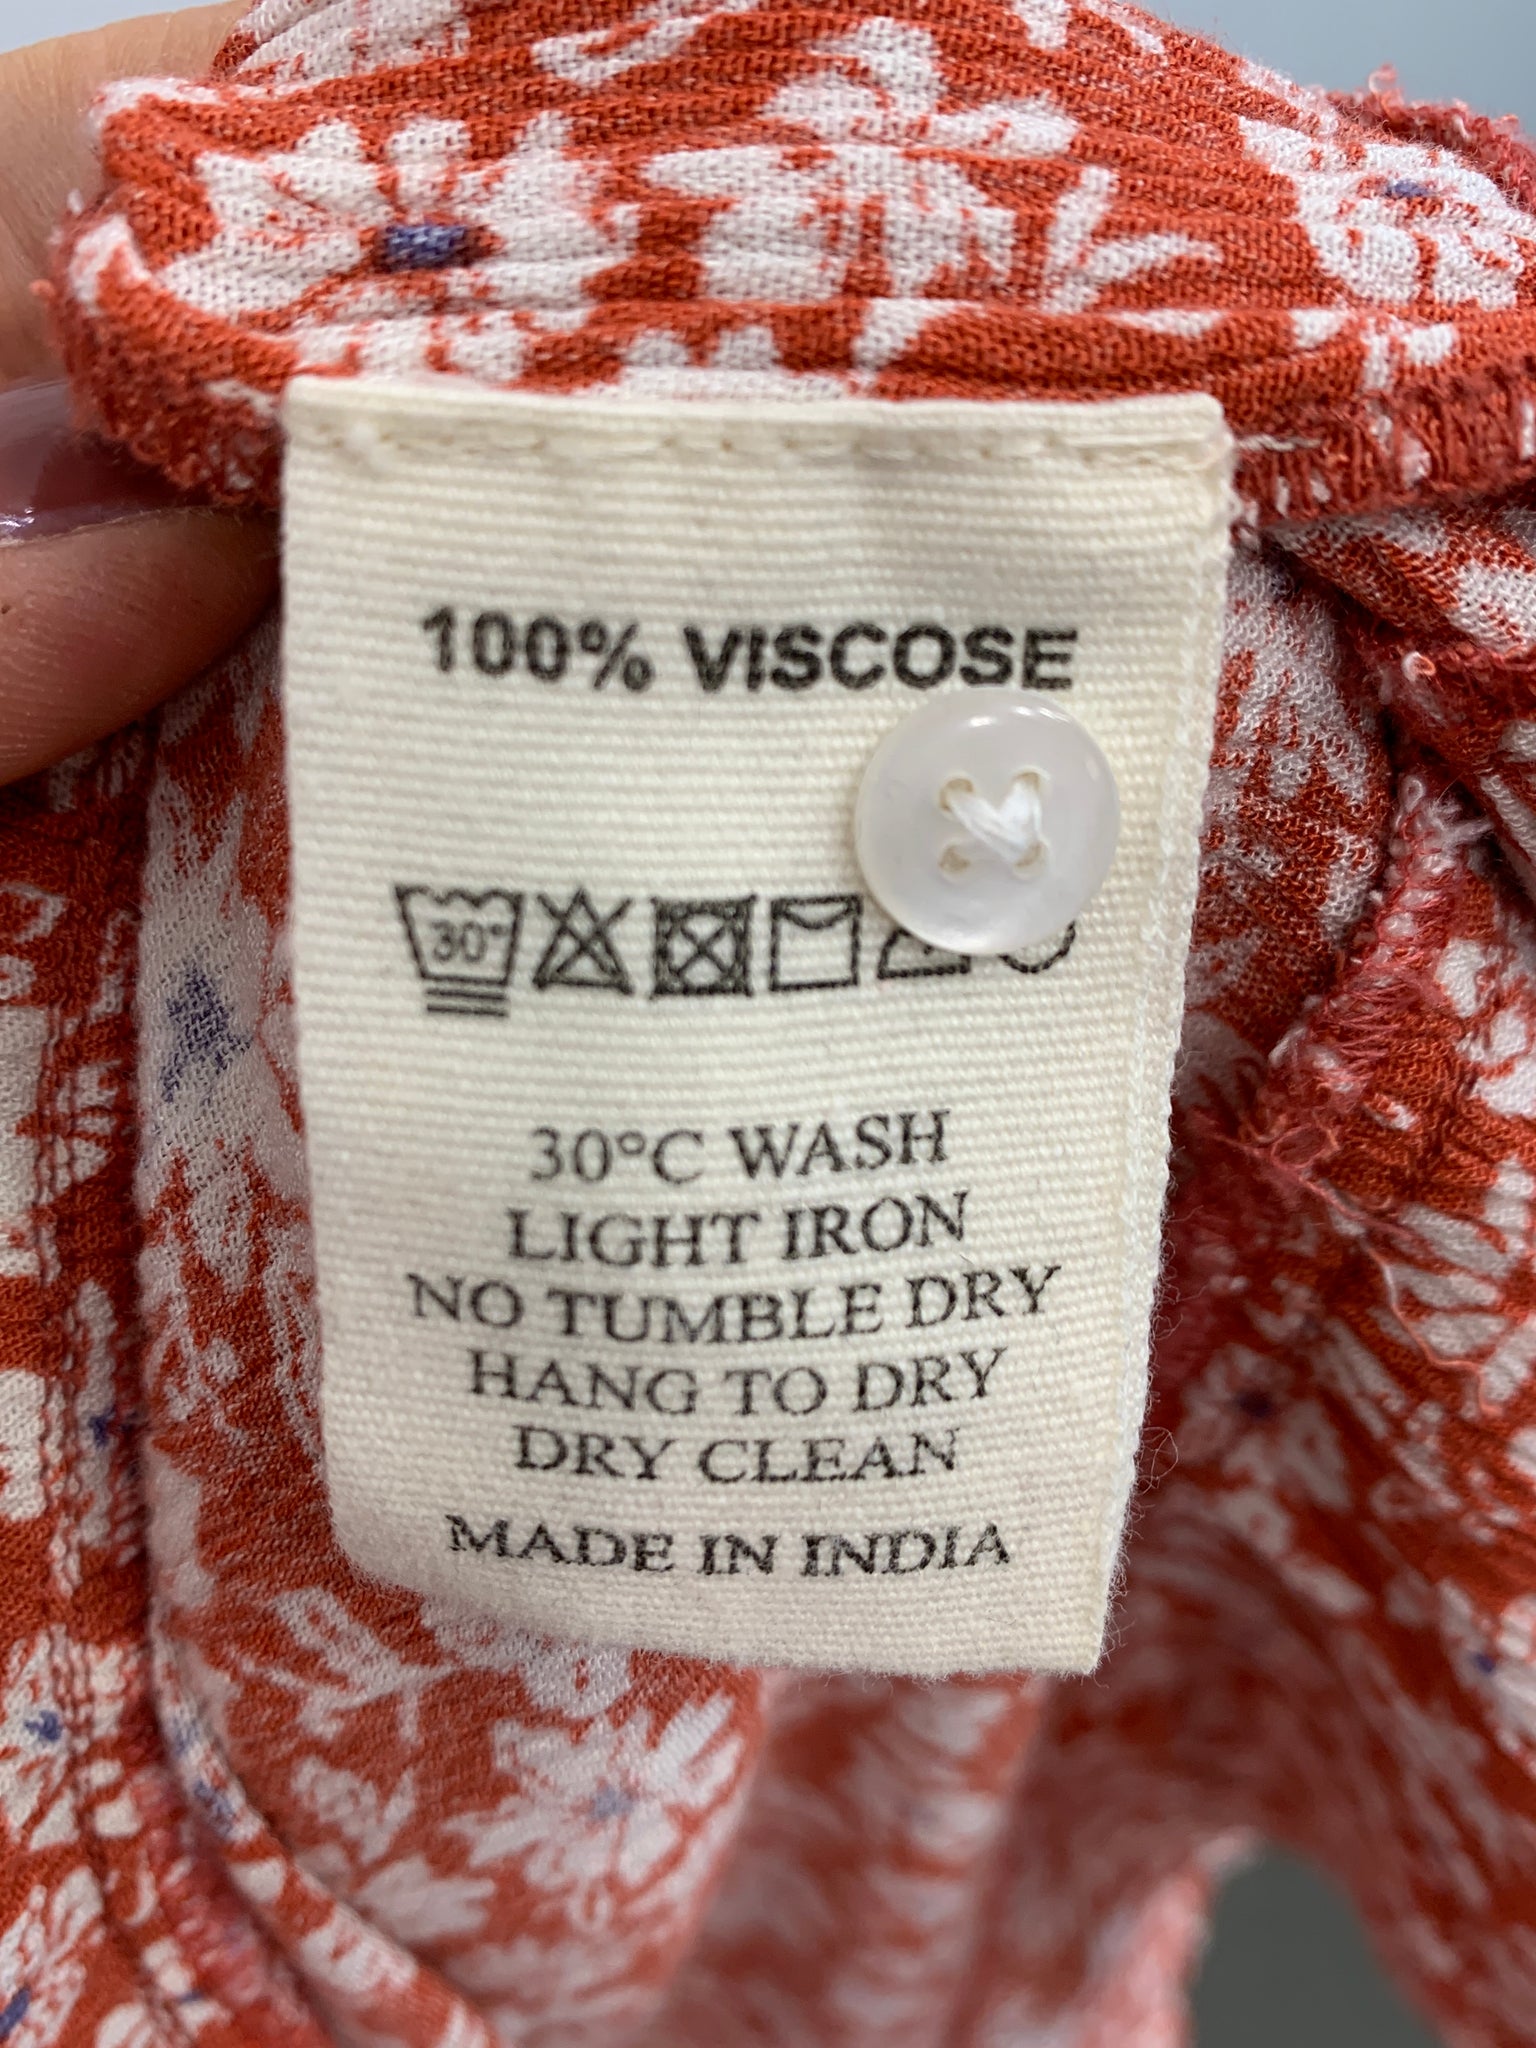 100% VISCOSE
30°
30°C WASH
LIGHT IRON
NO TUMBLE DRY
HANG TO DRY
DRY CLEAN
MADE IN INDIA